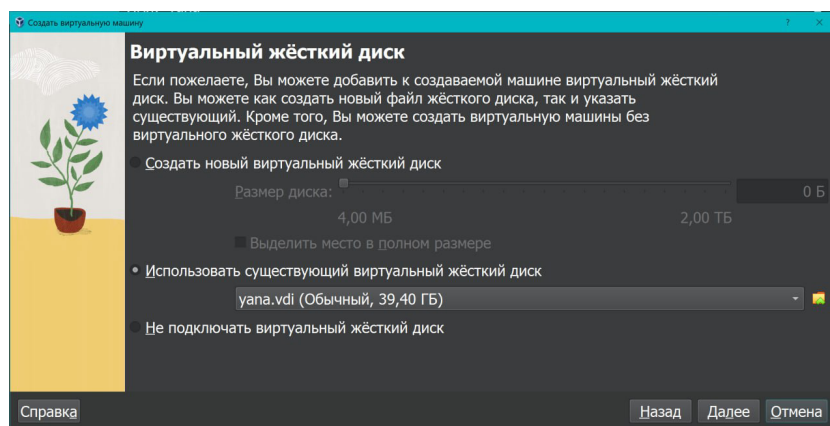 Создать виртуальную машину
Виртуальный жёсткий диск
Если пожелаете, Вы можете добавить к создаваемой машине виртуальный жёсткий
диск. Вы можете как создать новый файл жёсткого диска, так и указать
существующий. Кроме того, Вы можете создать виртуальную машины без
виртуального жёсткого диска.
Создать новый виртуальный жёсткий диск
Размер диска: 0 Б
4,00 МБ 2,00 ТБ
Выделить место в полном размере
Использовать существующий виртуальный жёсткий диск
yana.vdi (Обычный, 39,40 ГБ)
Не подключать виртуальный жёсткий диск
Справка Назад Далее Отмена